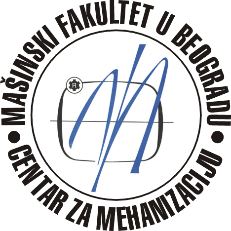 MAŠINSKI FAKULTET U BEOGRADU
CENTAR ZA MEHANIZACIJU